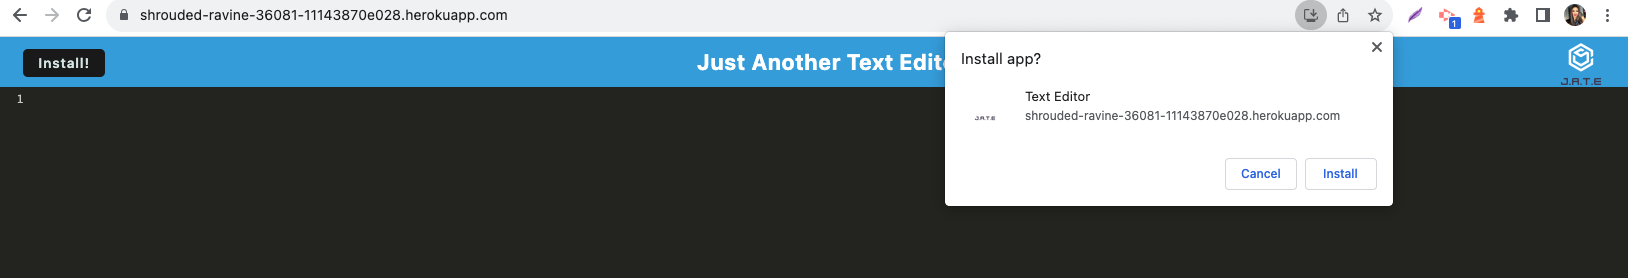 shrouded-ravine-36081-11143870e028.herokuapp.com
1
Install!
Just Another Text Edit
J.A.T.E
1
Install app?
Text Editor
J.A.T.E
shrouded-ravine-36081-11143870e028.herokuapp.com
Cancel
Install